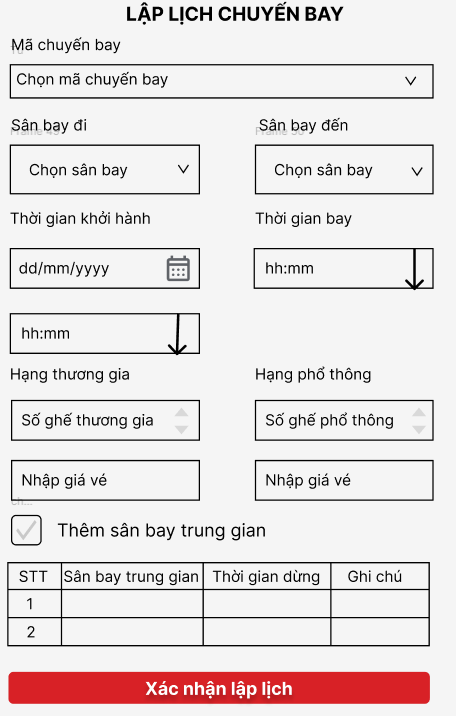 LẬP LỊCH CHUYẾN BAY
Mã chuyến bay
Chọn mã chuyến bay
Sân bay đi Sân bay đến
Chọn sân bay Chọn sân bay
Thời gian khởi hành Thời gian bay
dd/mm/yyyy hh:mm
hh:mm
Hạng thương gia Hạng phổ thông
Số ghế thương gia Số ghế phổ thông
Nhập giá vé Nhập giá vé
Thêm sân bay trung gian
STT Sân bay trung gian Thời gian dừng Ghi chú
1
2
Xác nhận lập lịch